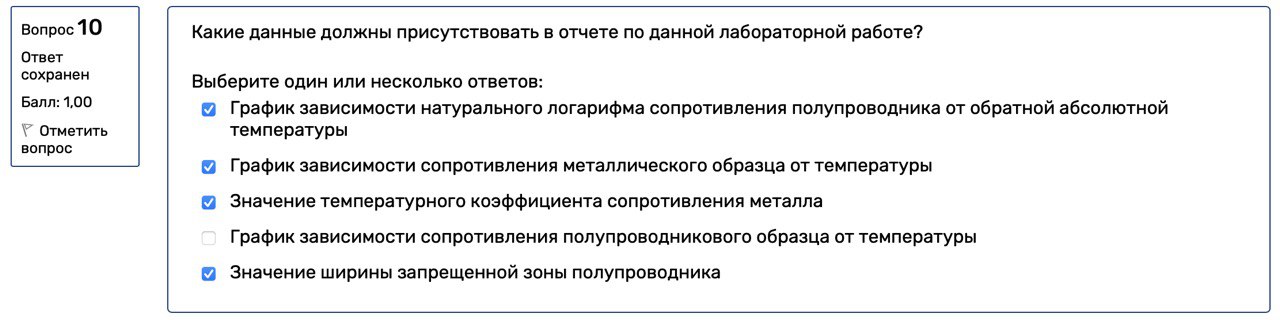 Вопрос 10
Ответ
сохранен
Балл: 1,00
Отметить
вопрос
Какие данные должны присутствовать в отчете по данной лабораторной работе?
Выберите один или несколько ответов:
График зависимости натурального логарифма сопротивления полупроводника от обратной абсолютной
температуры
График зависимости сопротивления металлического образца от температуры
Значение температурного коэффициента сопротивления металла
График зависимости сопротивления полупроводникового образца от температуры
Значение ширины запрещенной зоны полупроводника